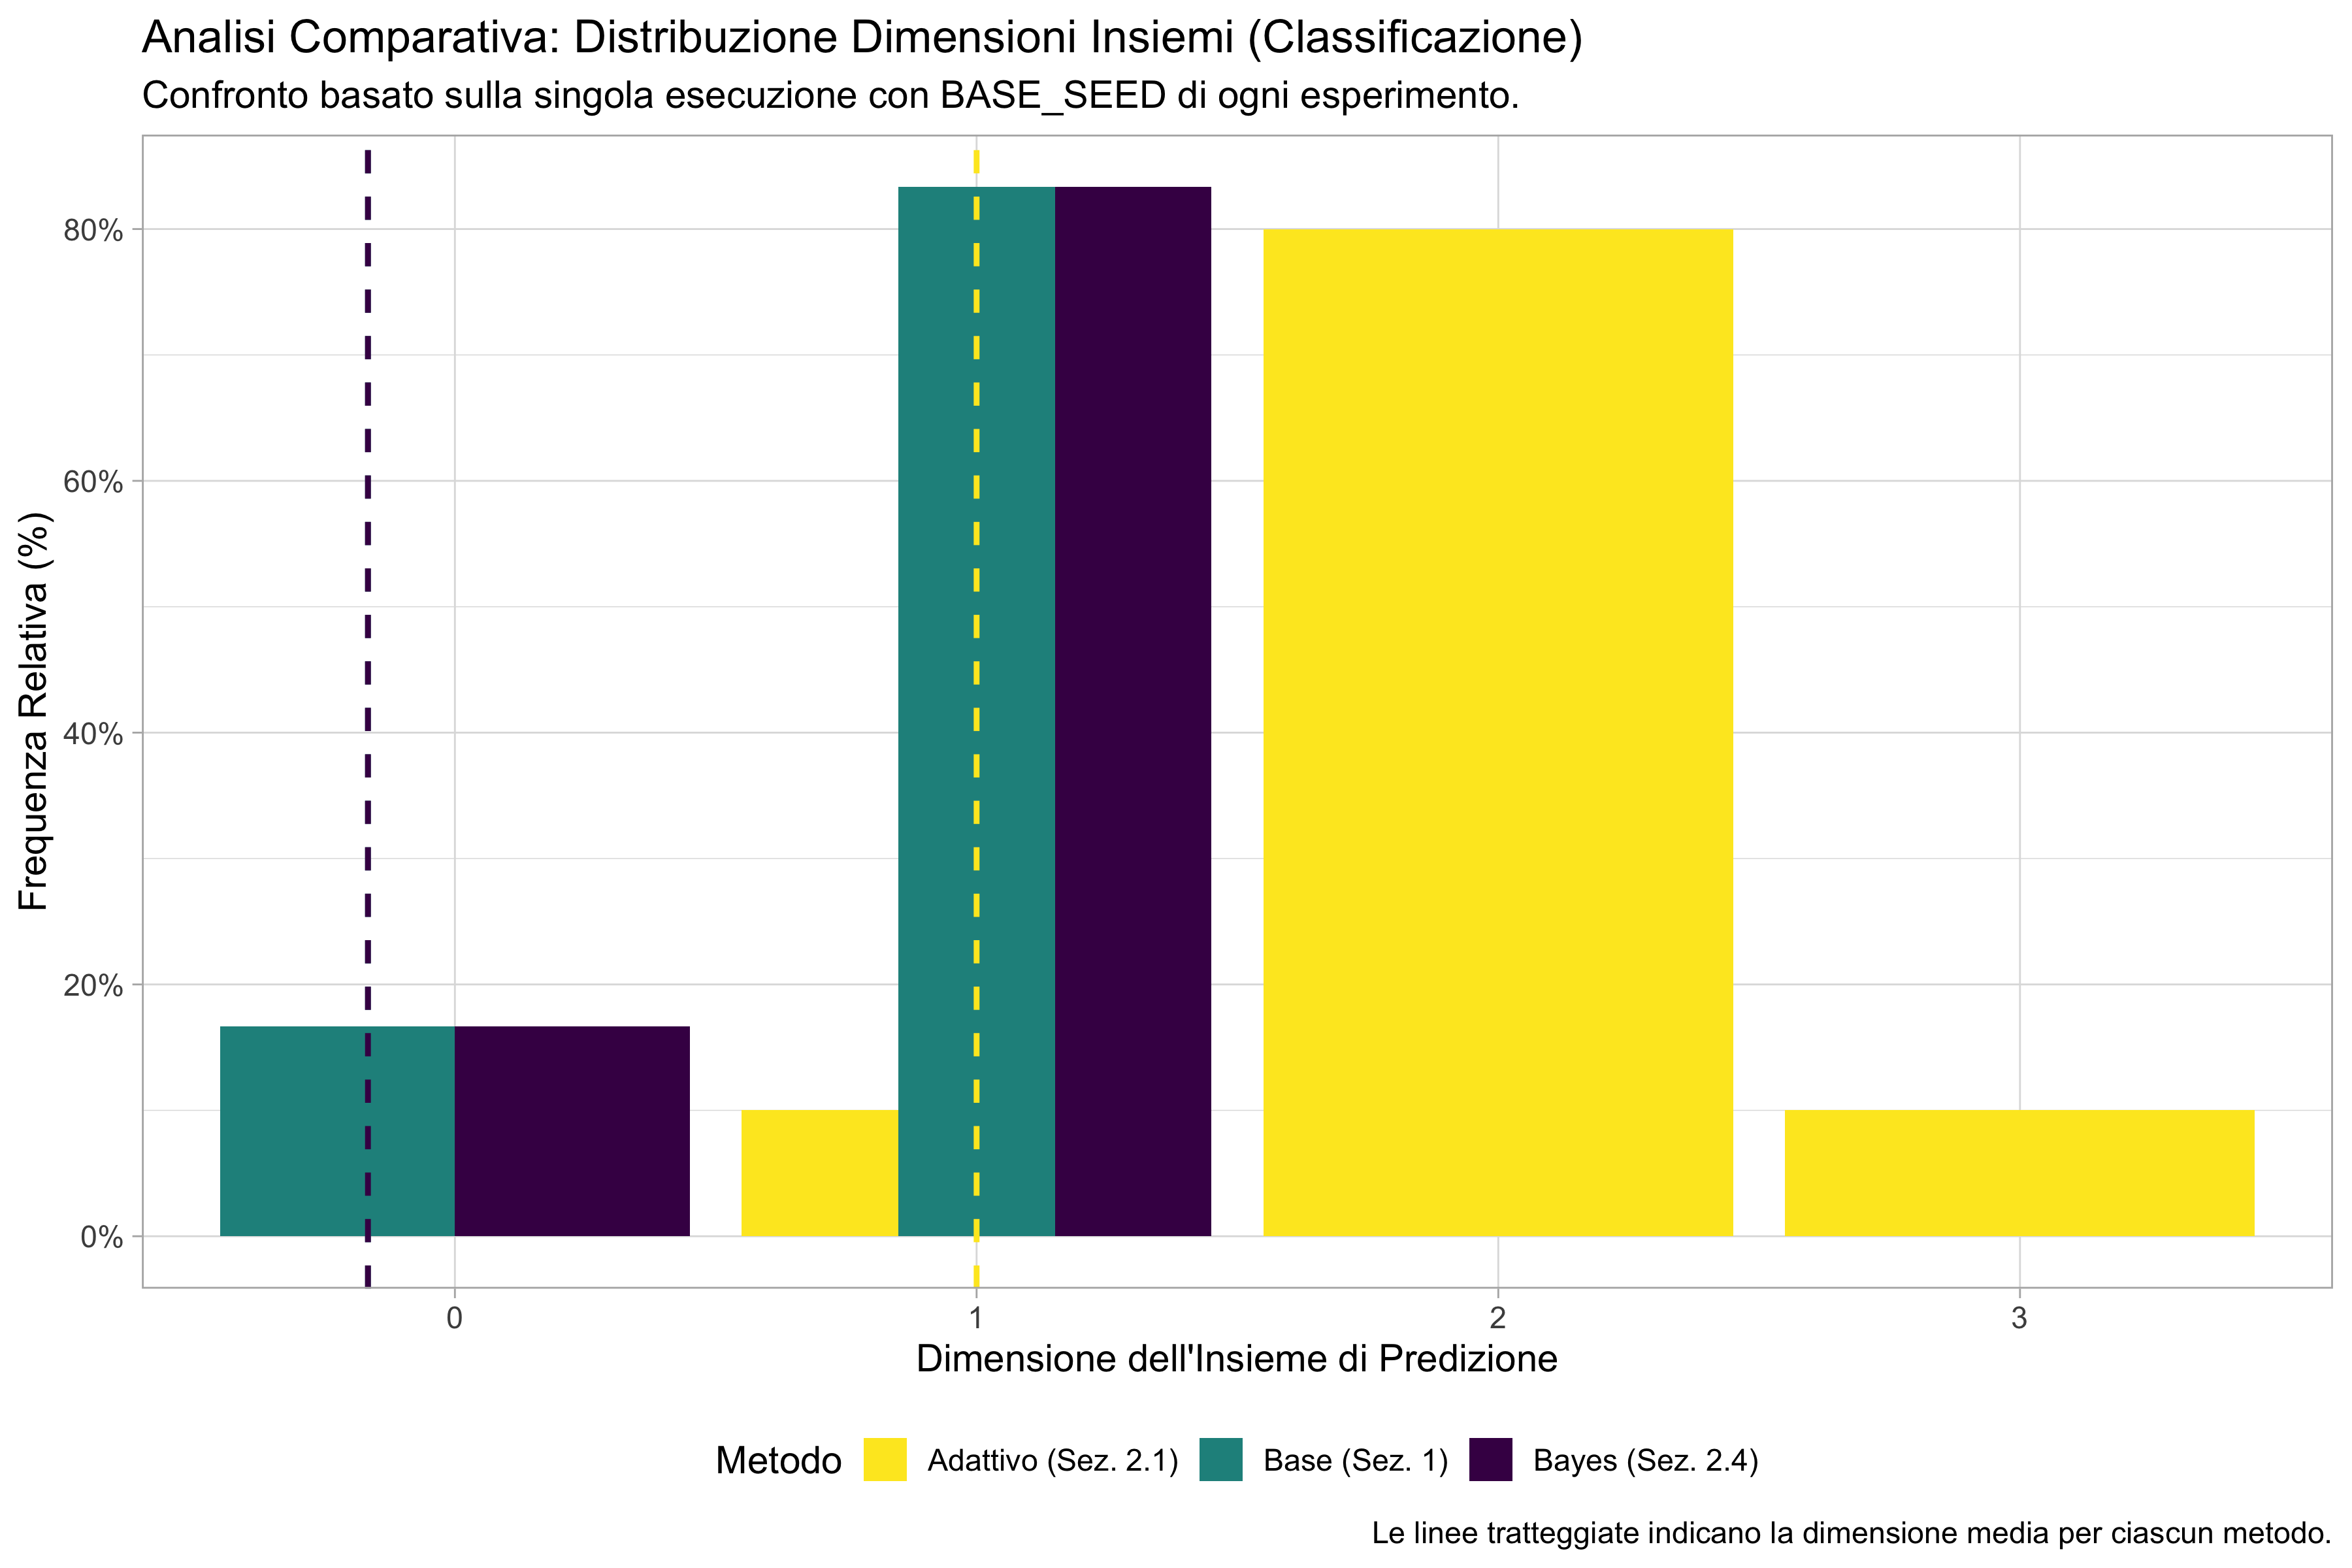 Analisi Comparativa: Distribuzione Dimensioni Insiemi (Classificazione)
Confronto basato sulla singola esecuzione con BASE_SEED di ogni esperimento.
Frequenza Relativa (%)
80%
60%
40%
20%
0%
0 1 2 3
Dimensione dell'Insieme di Predizione
Metodo Adattivo (Sez. 2.1) Base (Sez. 1) Bayes (Sez. 2.4)
Le linee tratteggiate indicano la dimensione media per ciascun metodo.